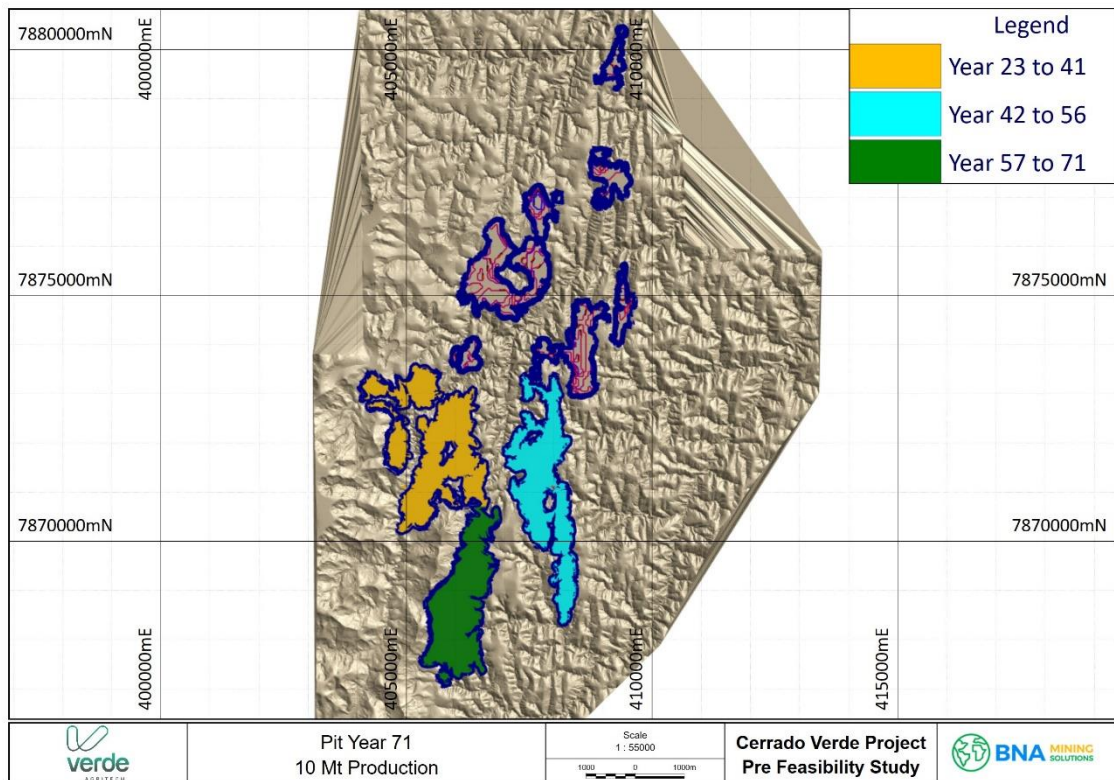 Legend
Year 23 to 41
Year 42 to 56
Year 57 to 71
7880000mN
400000mE
405000mE
410000mE
7875000mN
7875000mN
7870000mN
7870000mN
400000mE
405000mE
410000mE
415000mE
verde
AGRITECH
Pit Year 71
10 Mt Production
Scale
1 : 55000
1000 0 1000m
Cerrado Verde Project
Pre Feasibility Study
BNA MINING
SOLUTIONS